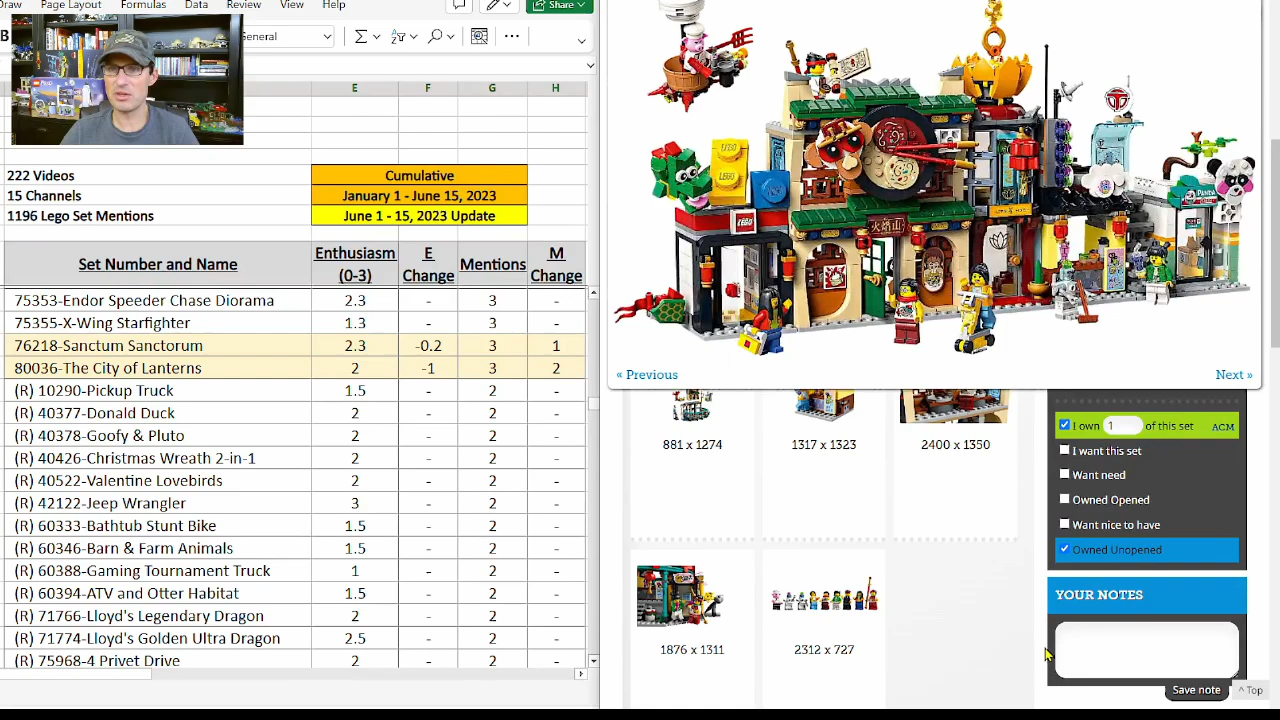 Draw
Page Layout
Formulas
Data
Review
View
Help
Share
B
General
E
F
G
H
222 Videos
Cumulative
15 Channels
January 1 - June 15, 2023
1196 Lego Set Mentions
June 1 - 15, 2023 Update
Set Number and Name
Enthusiasm (0-3)
E Change
Mentions
M Change
75353-Endor Speeder Chase Diorama 2.3 - 3 -
75355-X-Wing Starfighter 1.3 - 3 -
76218-Sanctum Sanctorum 2.3 -0.2 3 1
80036-The City of Lanterns 2 -1 3 2
(R) 10290-Pickup Truck 1.5 - 2 -
(R) 40377-Donald Duck 2 - 2 -
(R) 40378-Goofy & Pluto 2 - 2 -
(R) 40426-Christmas Wreath 2-in-1 2 - 2 -
(R) 40522-Valentine Lovebirds 2 - 2 -
(R) 42122-Jeep Wrangler 3 - 2 -
(R) 60333-Bathtub Stunt Bike 1.5 - 2 -
(R) 60346-Barn & Farm Animals 1.5 - 2 -
(R) 60388-Gaming Tournament Truck 1 - 2 -
(R) 60394-ATV and Otter Habitat 1.5 - 2 -
(R) 71766-Lloyd's Legendary Dragon 2 - 2 -
(R) 71774-Lloyd's Golden Ultra Dragon 2.5 - 2 -
(R) 75968-4 Privet Drive 2 - 2 -
LEGO
LEGO
LEGO
火焰山
PANDA
« Previous
Next »
881 x 1274
1317 x 1323
2400 x 1350
1876 x 1311
2312 x 727
I own 1 of this set ACM
I want this set
Want need
Owned Opened
Want nice to have
Owned Unopened
YOUR NOTES
Save note
^ Top